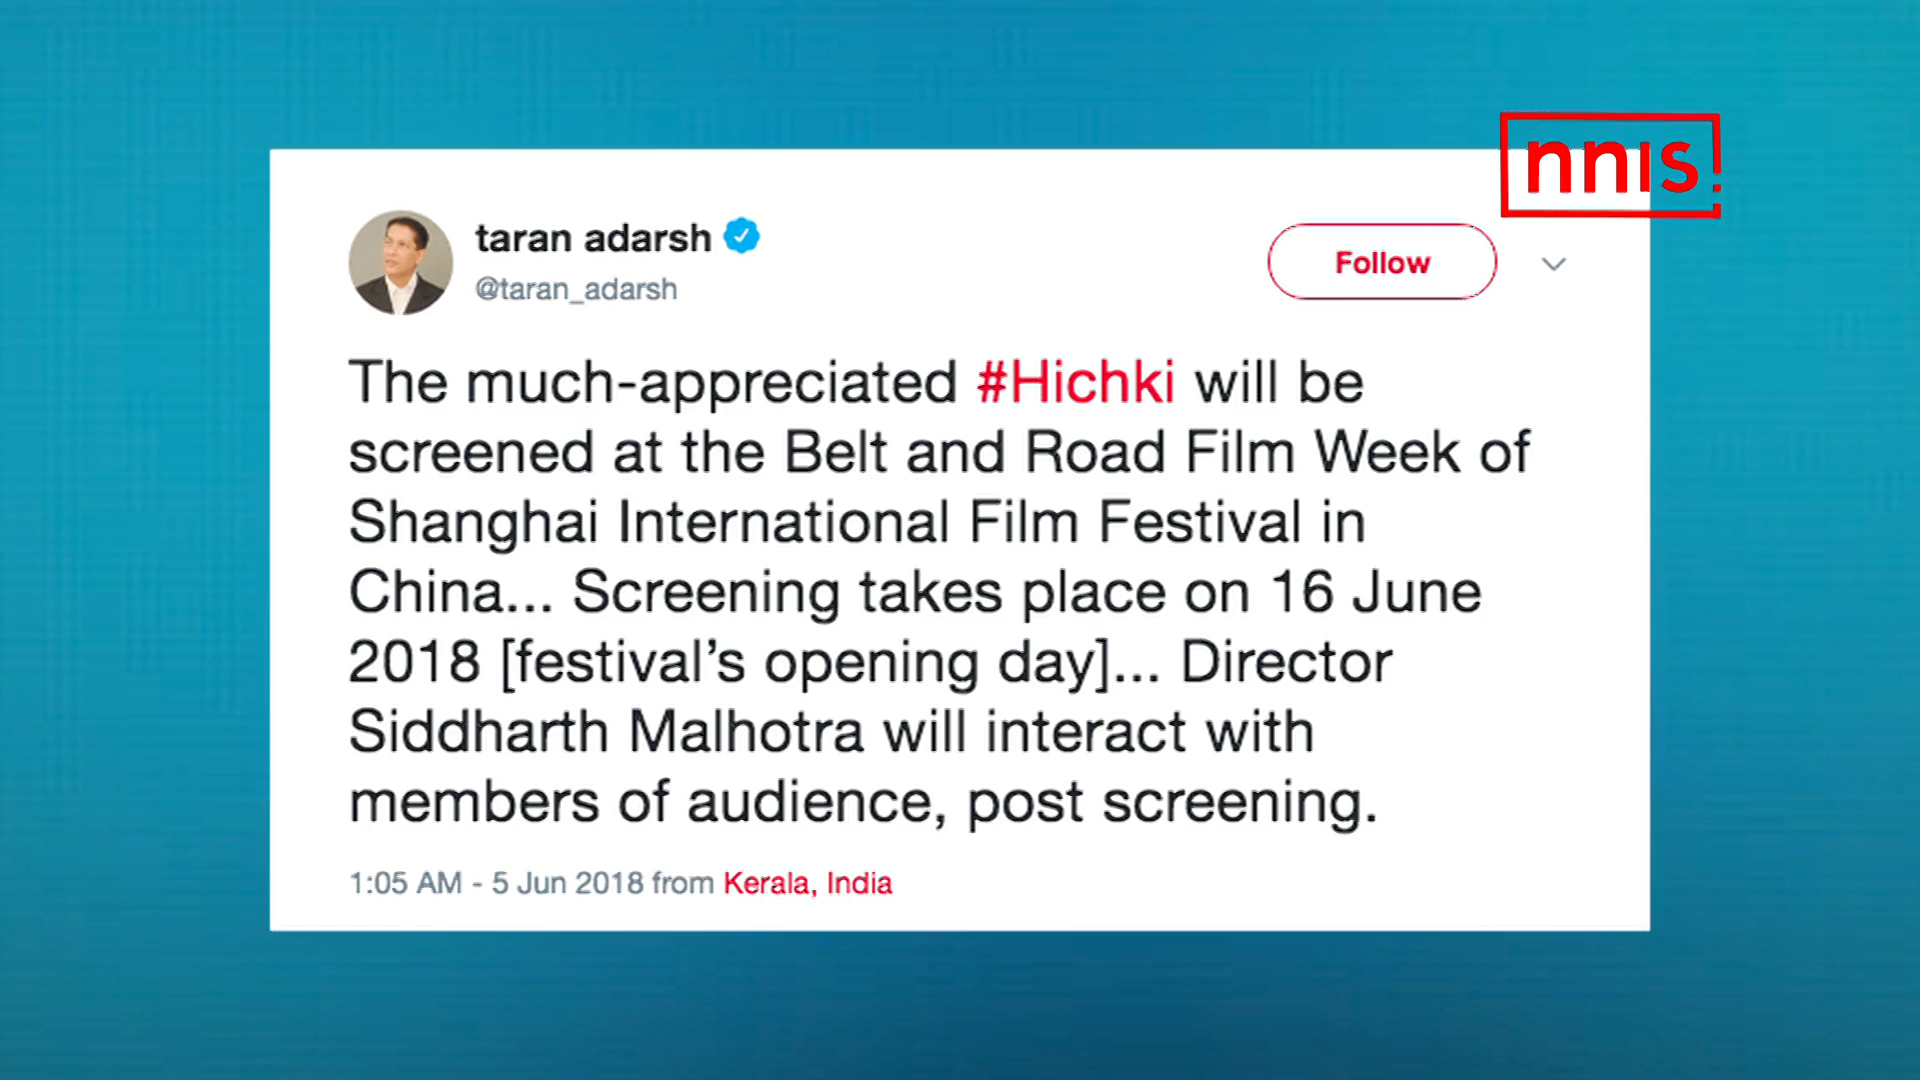 nnis
taran adarsh
@taran_adarsh
Follow
The much-appreciated #Hichki will be
screened at the Belt and Road Film Week of
Shanghai International Film Festival in
China... Screening takes place on 16 June
2018 [festival’s opening day]... Director
Siddharth Malhotra will interact with
members of audience, post screening.
1:05 AM - 5 Jun 2018 from Kerala, India